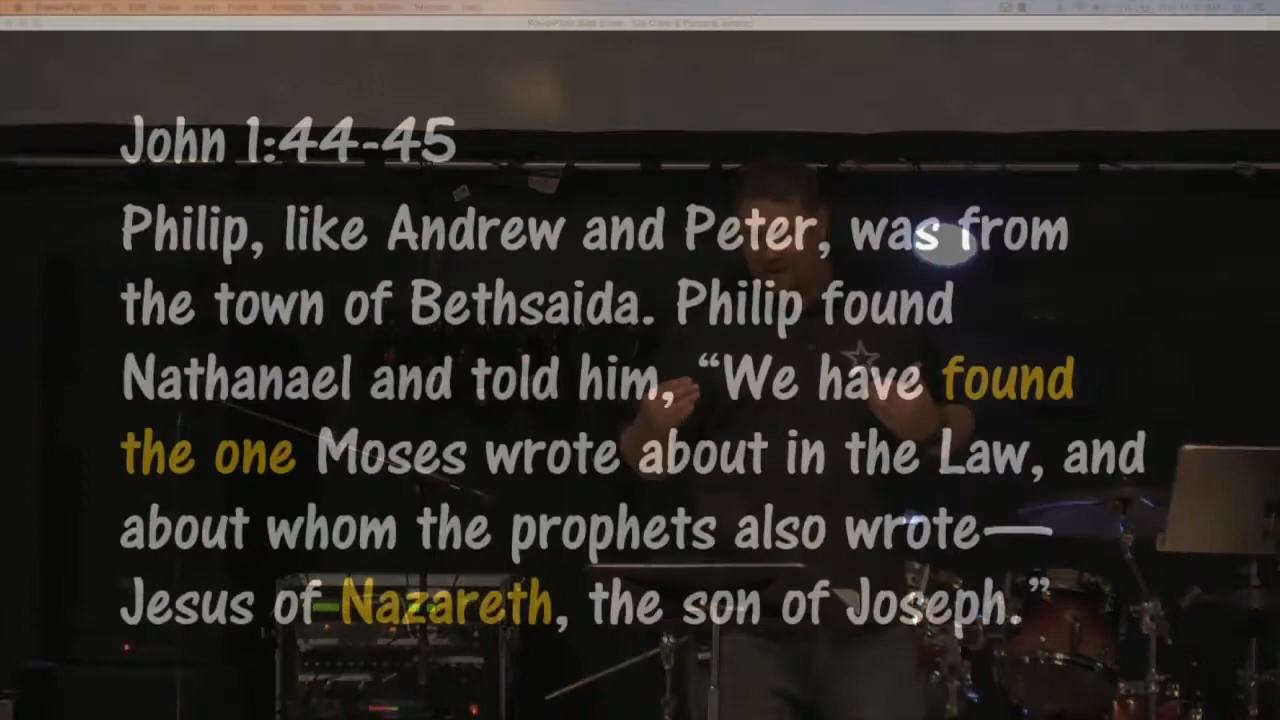 John 1:44-45
Philip, like Andrew and Peter, was from
the town of Bethsaida. Philip found
Nathanael and told him, “We have found
the one Moses wrote about in the Law, and
about whom the prophets also wrote—
Jesus of Nazareth, the son of Joseph.”